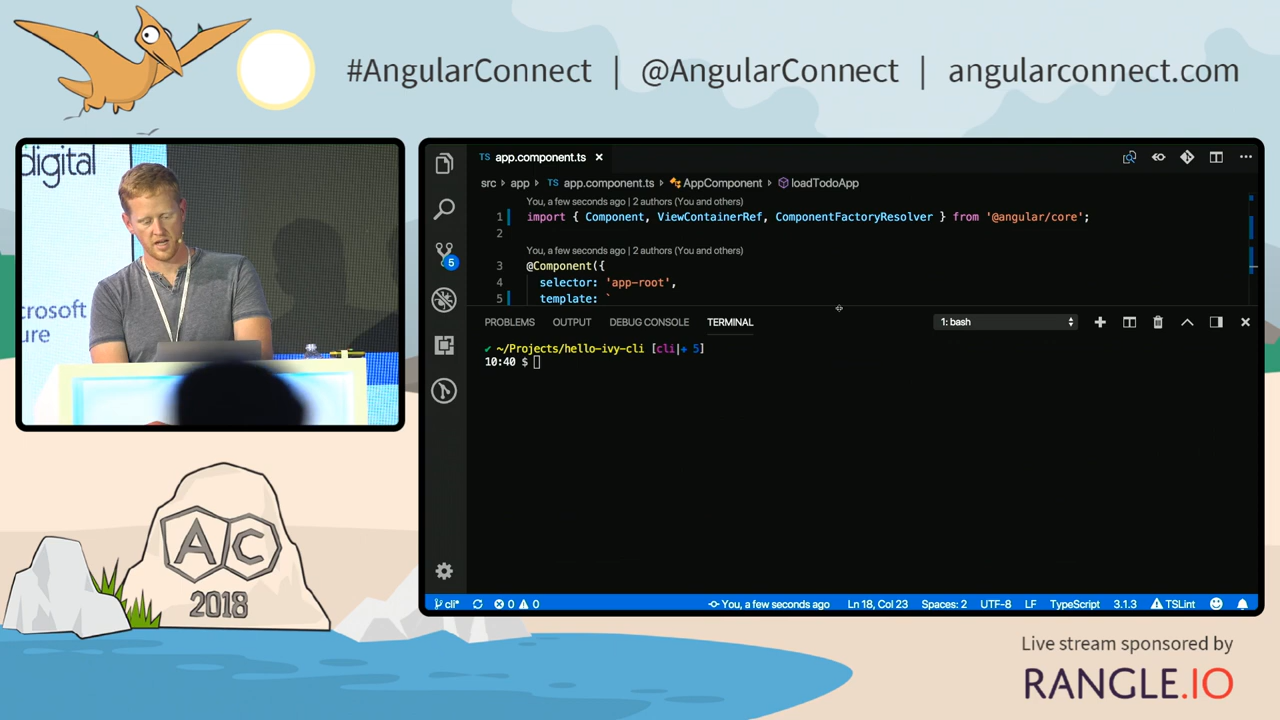 #AngularConnect | @AngularConnect | angularconnect.com
digital
crosoft
ure
TS app.component.ts
src app TS app.component.ts AppComponent loadTodoApp
You, a few seconds ago | 2 authors (You and others)
1 import { Component, ViewContainerRef, ComponentFactoryResolver } from '@angular/core';
2
You, a few seconds ago | 2 authors (You and others)
3 @Component({
4 selector: 'app-root',
5 template: `
5
PROBLEMS OUTPUT DEBUG CONSOLE TERMINAL 1: bash
✔ ~/Projects/hello-ivy-cli [cli|✚ 5]
10:40 $
cli* 0 0 You, a few seconds ago Ln 18, Col 23 Spaces: 2 UTF-8 LF TypeScript 3.1.3 TSLint
AC
2018
Live stream sponsored by
RANGLE.IO